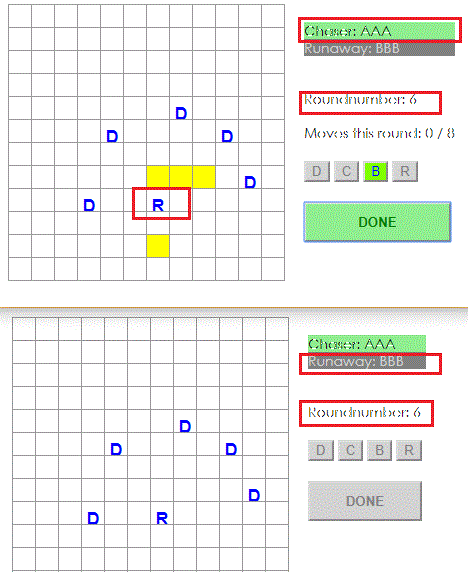 Chaser: AAA
Runaway: BBB
Roundnumber: 6
Moves this round: 0 / 8
D C B R
DONE
D
D D
D
D R
Chaser: AAA
Runaway: BBB
Roundnumber: 6
D C B R
DONE
D
D D
D
D R